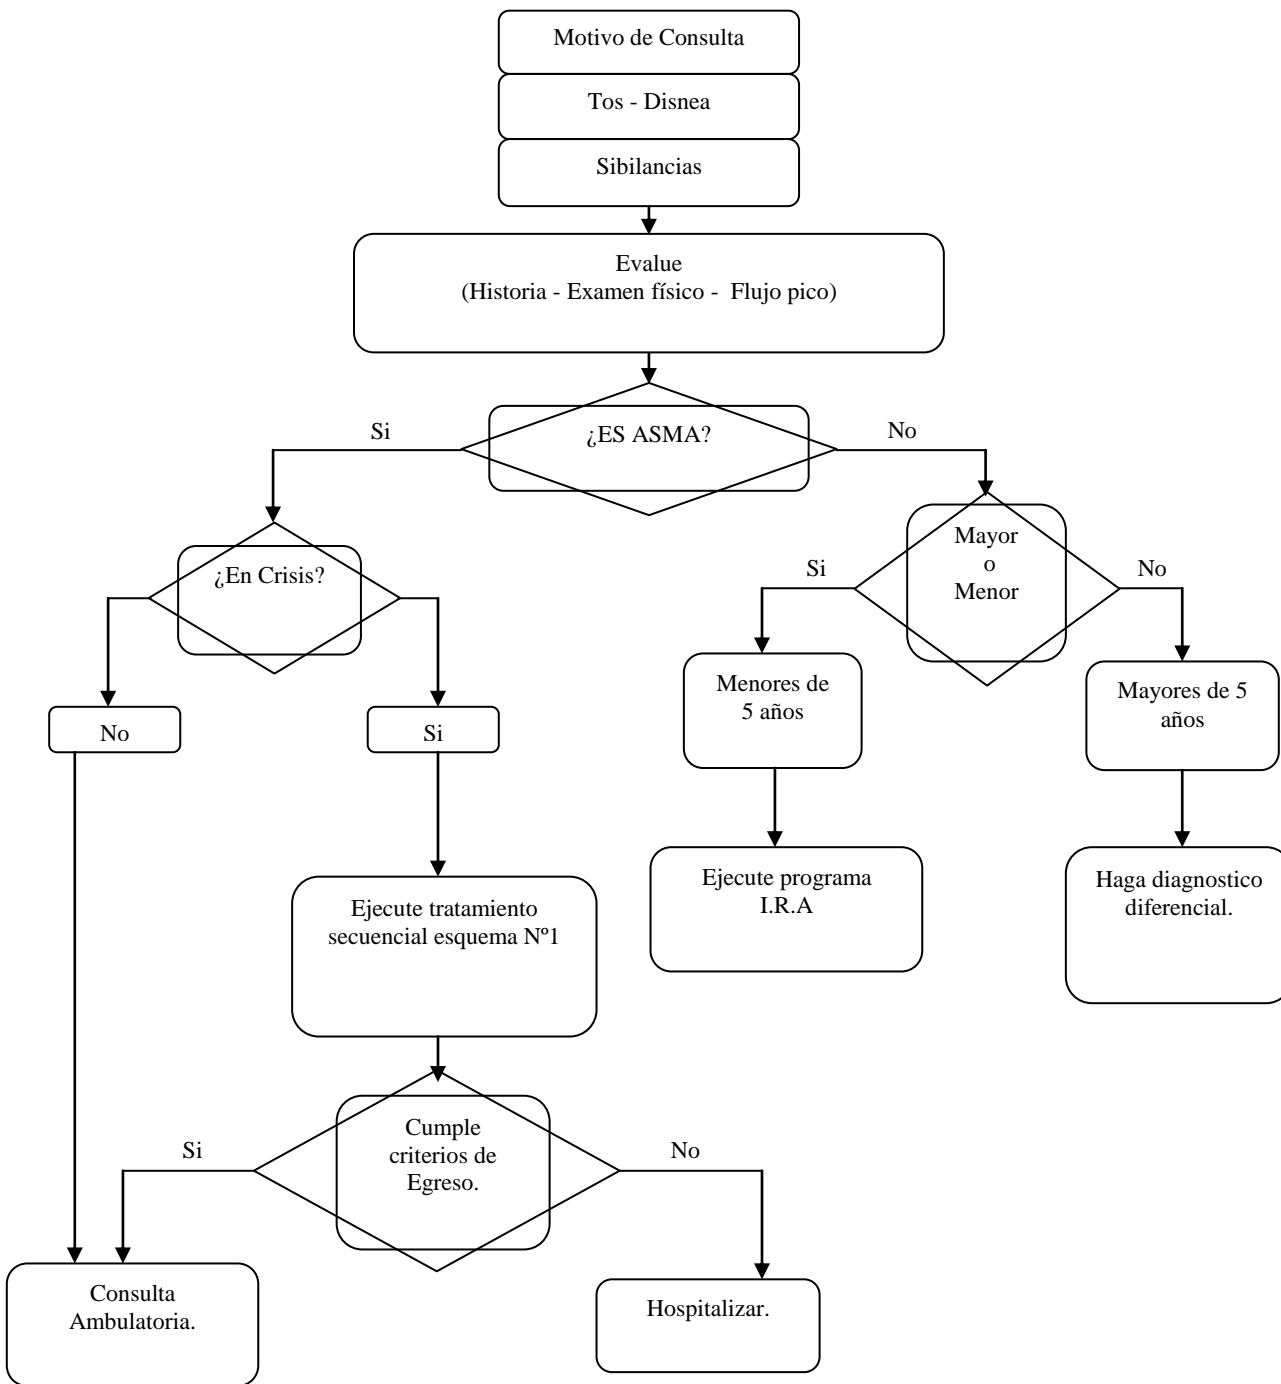 Motivo de Consulta
Tos - Disnea
Sibilancias
Evalue
(Historia - Examen físico - Flujo pico)
¿ES ASMA?
Si
No
¿En Crisis?
Mayor
o
Menor
Si
No
No
Si
Menores de
5 años
Mayores de 5
años
Ejecute tratamiento
secuencial esquema Nº1
Ejecute programa
I.R.A
Haga diagnostico
diferencial.
Cumple
criterios de
Egreso.
Si
No
Consulta
Ambulatoria.
Hospitalizar.